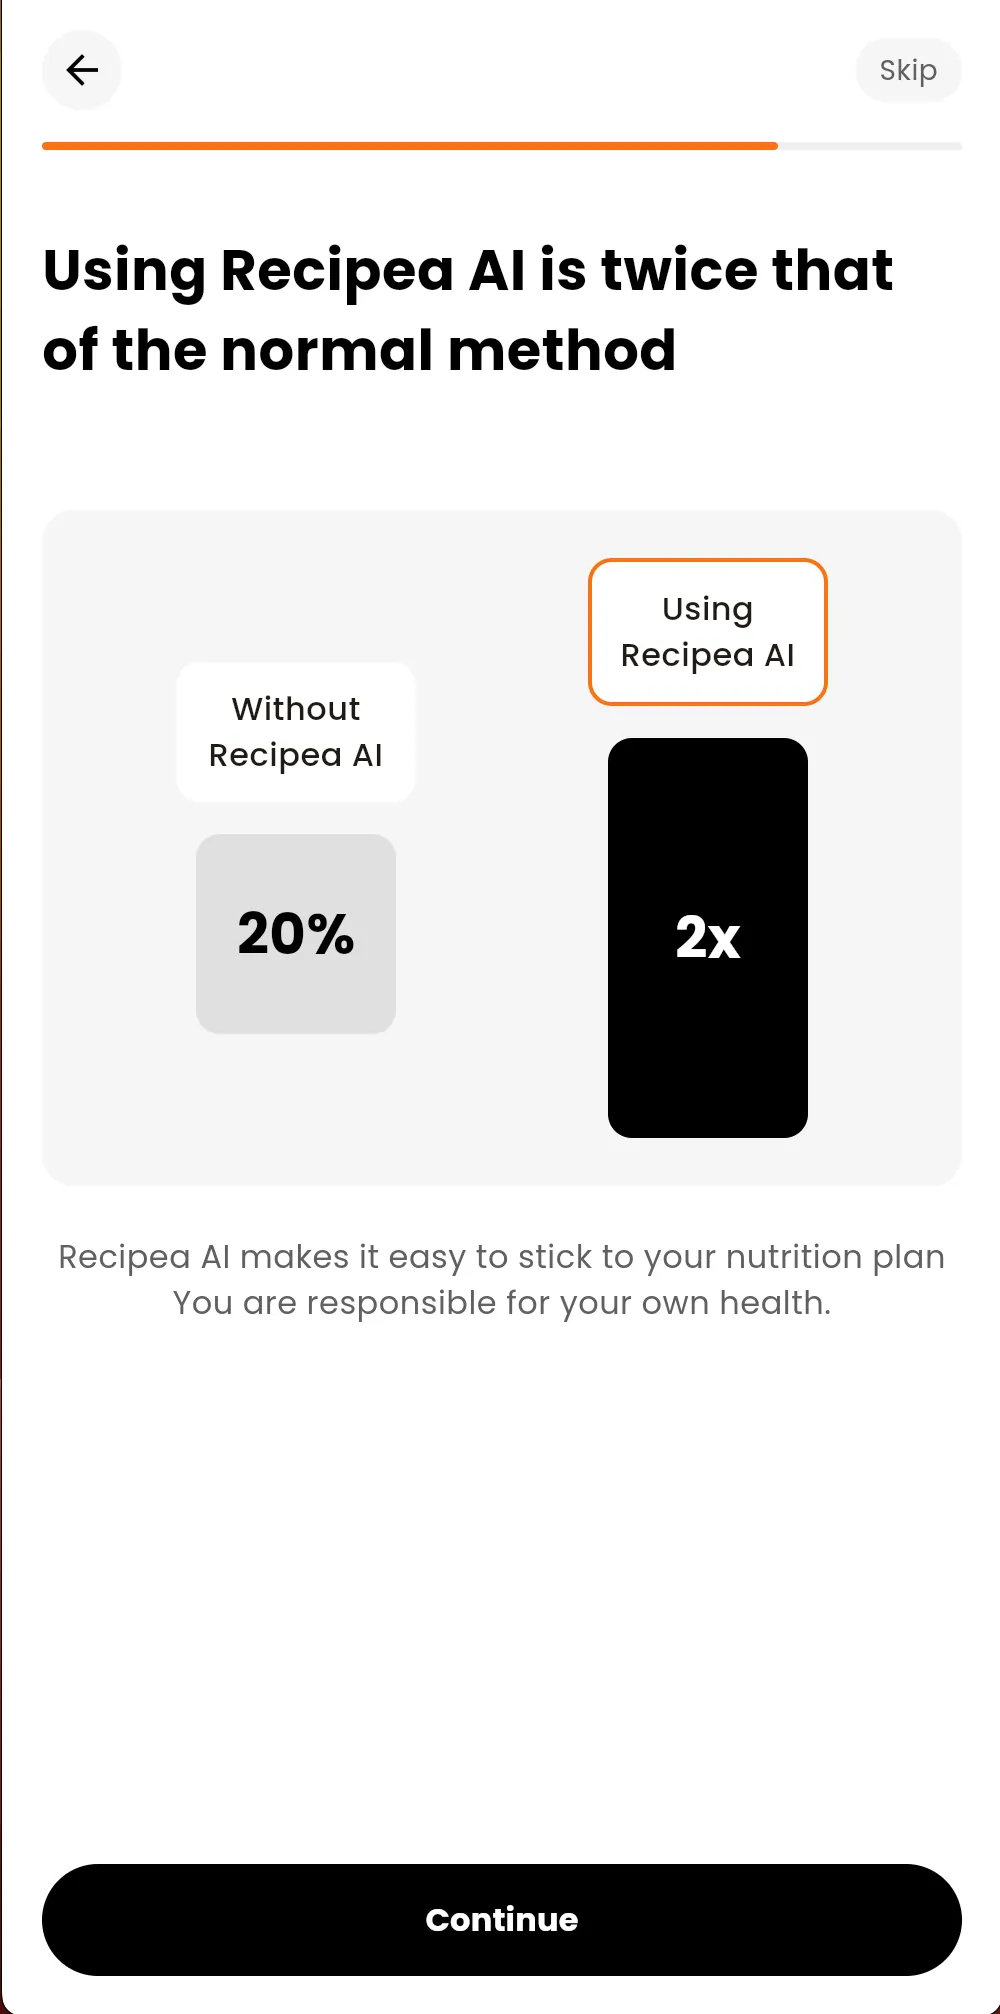 Skip
Using Recipea AI is twice that
of the normal method
Without
Recipea AI
20%
Using
Recipea AI
2x
Recipea AI makes it easy to stick to your nutrition plan
You are responsible for your own health.
Continue